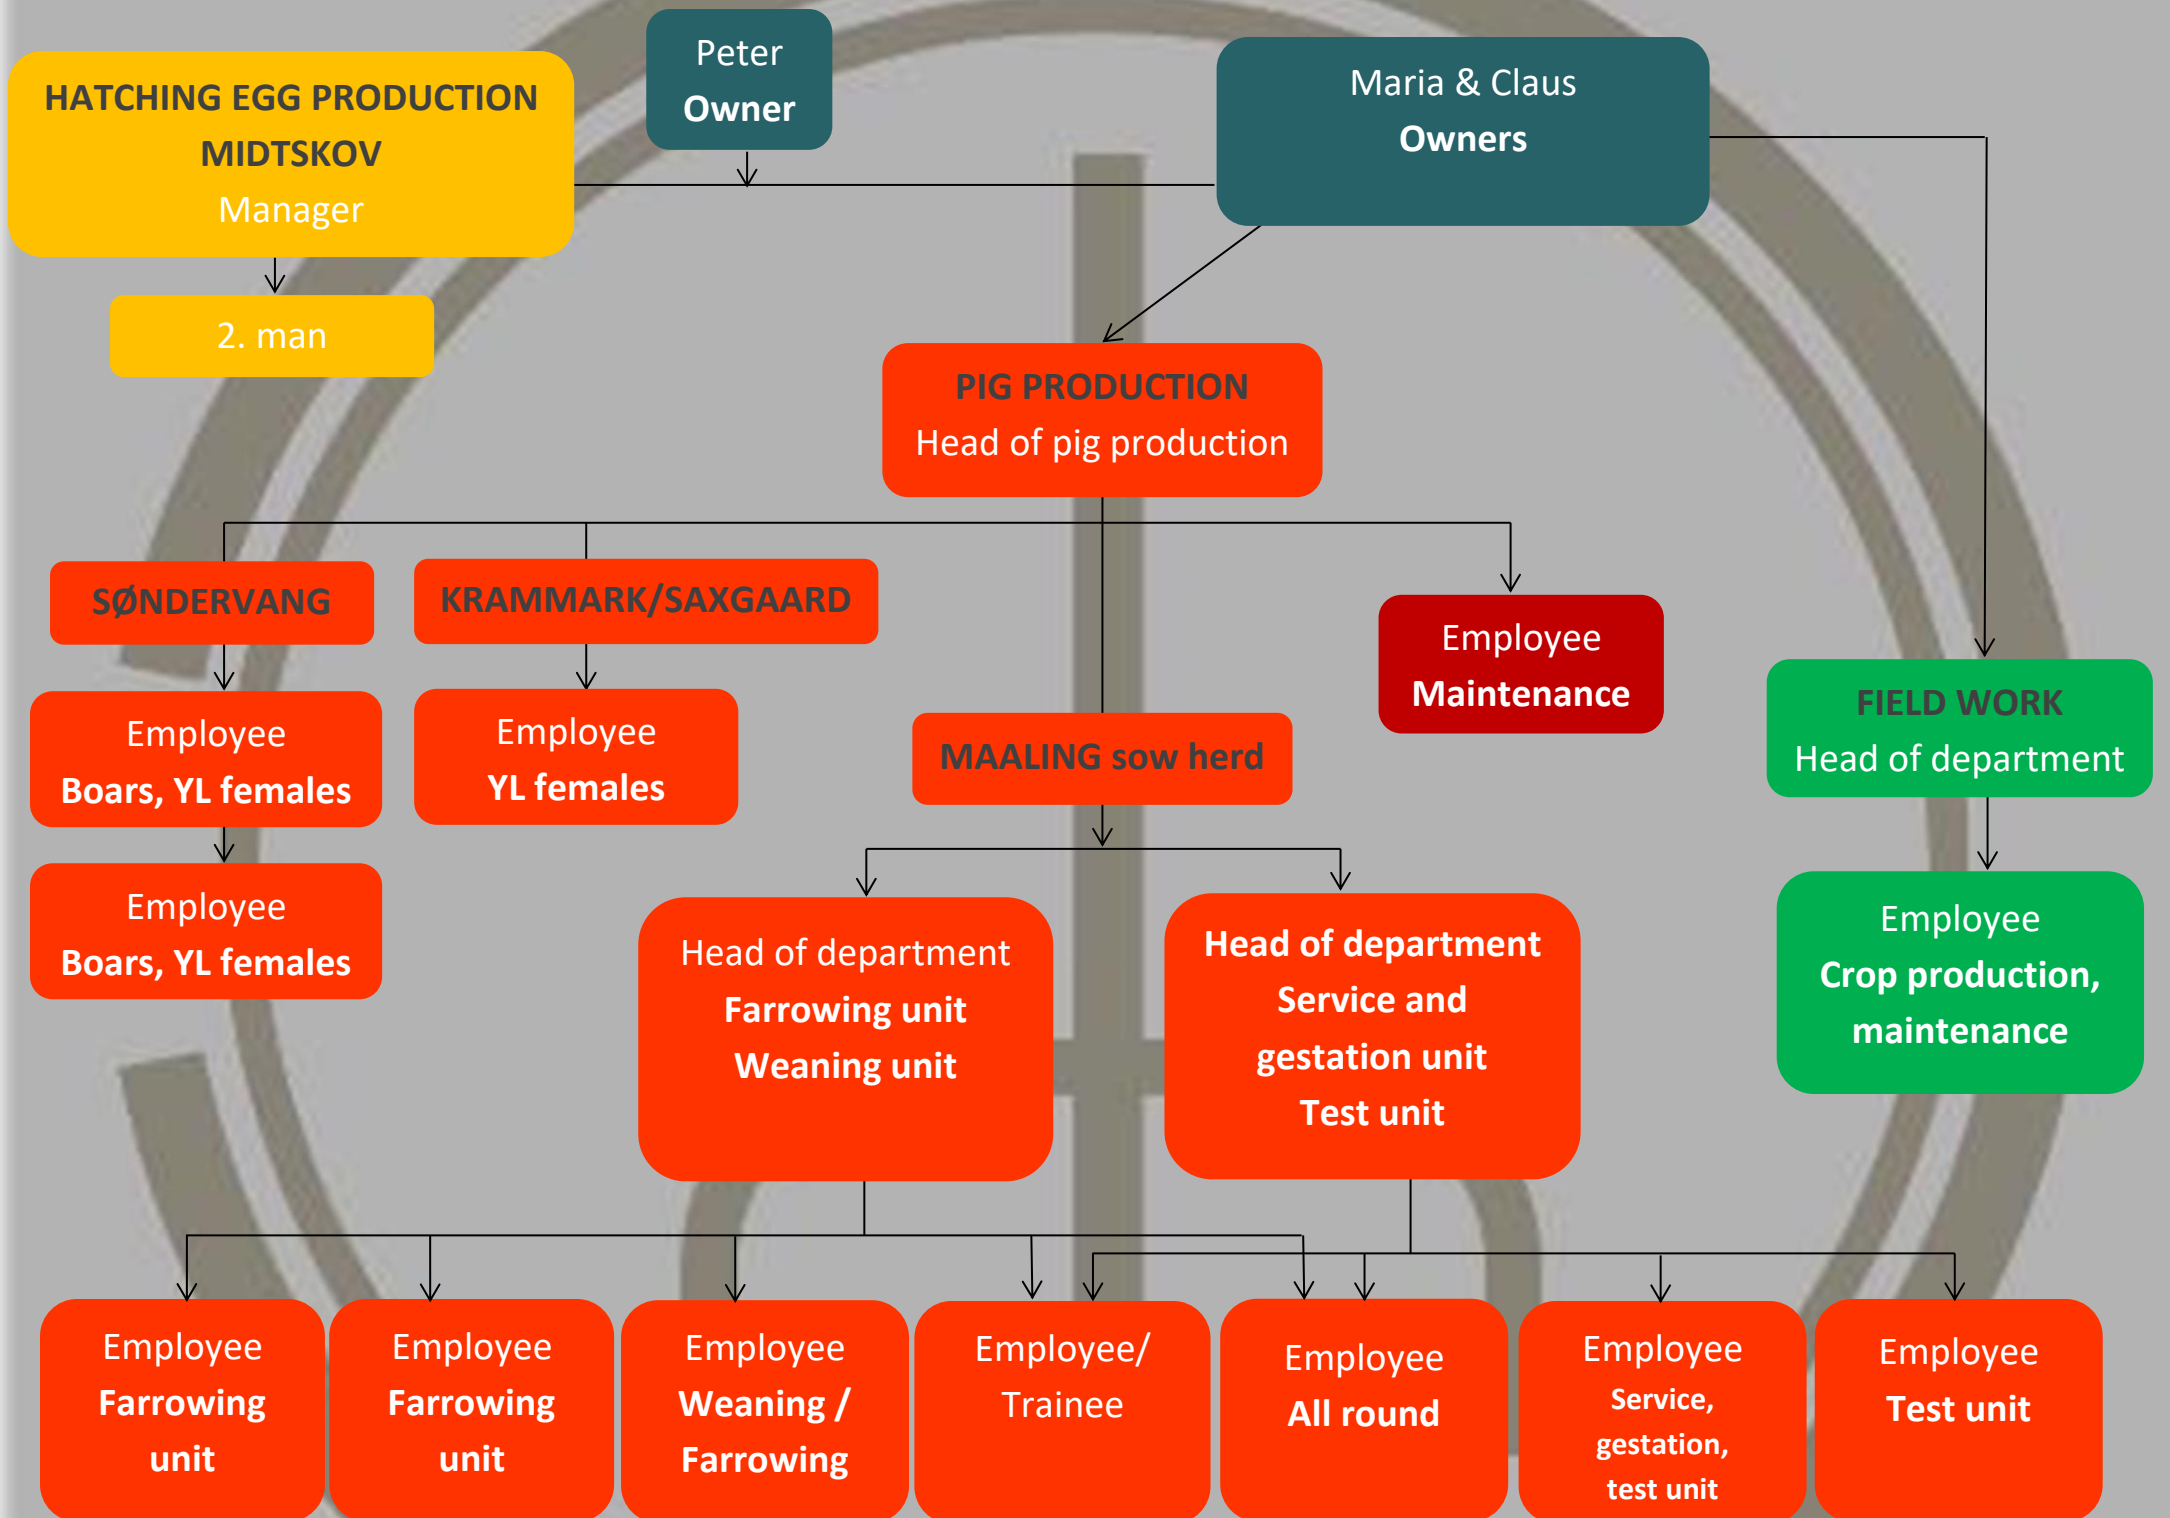 Peter
Owner
Maria & Claus
Owners
HATCHING EGG PRODUCTION
MIDTSKOV
Manager
2. man
PIG PRODUCTION
Head of pig production
SØNDERVANG
KRAMMARK/SAXGAARD
Employee
Maintenance
FIELD WORK
Head of department
Employee
Boars, YL females
Employee
YL females
MAALING sow herd
Employee
Boars, YL females
Head of department
Farrowing unit
Weaning unit
Head of department
Service and
gestation unit
Test unit
Employee
Crop production,
maintenance
Employee
Farrowing
unit
Employee
Farrowing
unit
Employee
Weaning /
Farrowing
Employee/
Trainee
Employee
All round
Employee
Service,
gestation,
test unit
Employee
Test unit